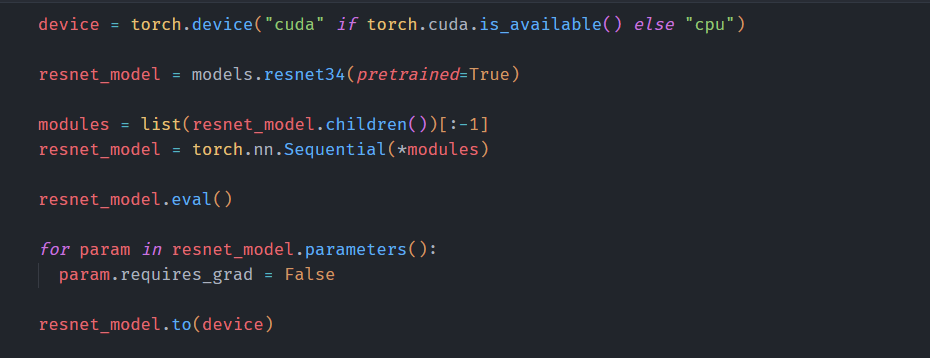 device = torch.device("cuda" if torch.cuda.is_available() else "cpu")
resnet_model = models.resnet34(pretrained=True)
modules = list(resnet_model.children())[:-1]
resnet_model = torch.nn.Sequential(*modules)
resnet_model.eval()
for param in resnet_model.parameters():
  param.requires_grad = False
resnet_model.to(device)